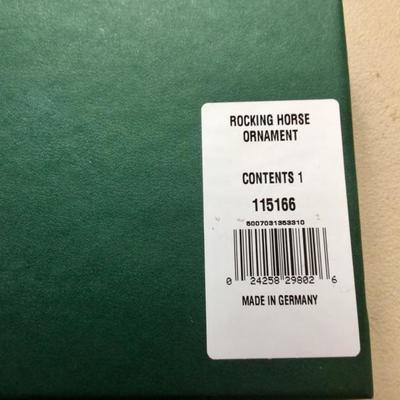 ROCKING HORSE
ORNAMENT
CONTENTS 1
115166
5007031353310
0 24258 29802 6
MADE IN GERMANY